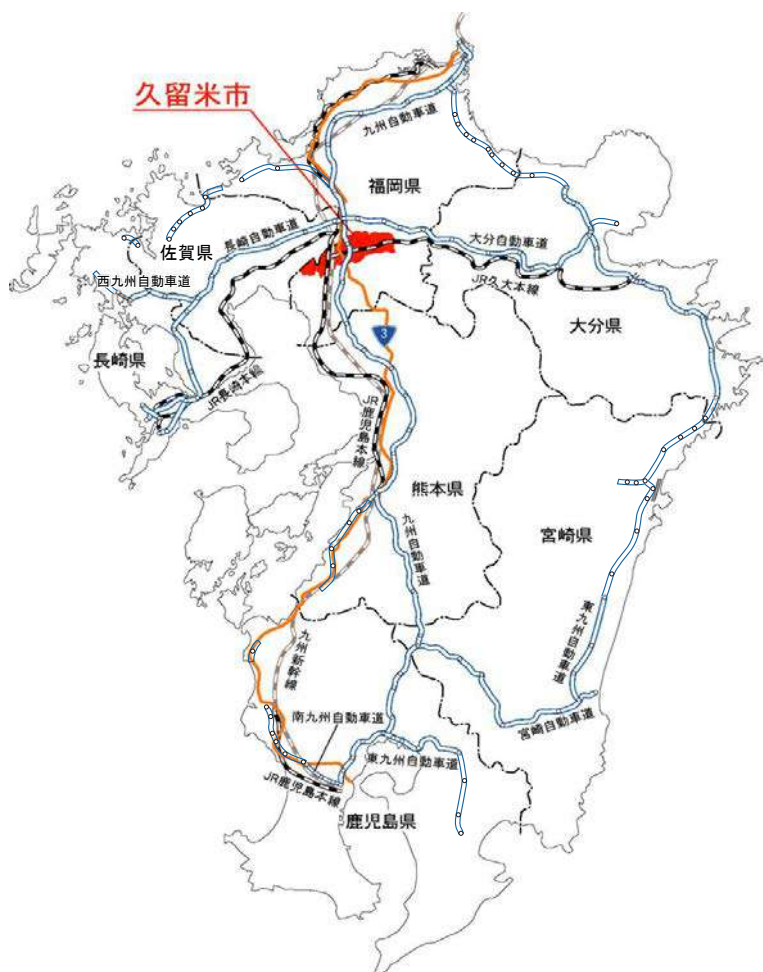 久留米市
九州自動車道
福岡県
長崎自動車道
大分自動車道
佐賀県
西九州自動車道
JR久大本線
大分県
3
長崎県
JR長崎本線
JR鹿児島本線
熊本県
九州自動車道
宮崎県
東九州自動車道
九州新幹線
南九州自動車道
宮崎自動車道
東九州自動車道
JR鹿児島本線
鹿児島県